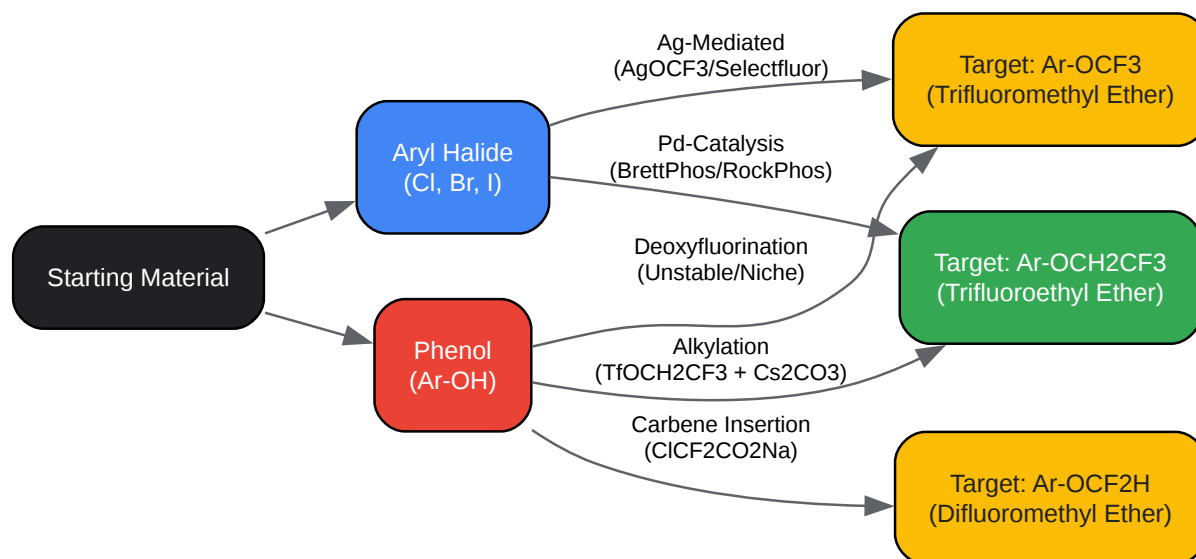 Starting Material
Aryl Halide
(Cl, Br, I)
Phenol
(Ar-OH)
Ag-Mediated
(AgOCF3/Selectfluor)
Pd-Catalysis
(BrettPhos/RockPhos)
Deoxyfluorination
(Unstable/Niche)
Alkylation
(TfOCH2CF3 + Cs2CO3)
Carbene Insertion
(ClCF2CO2Na)
Target: Ar-OCF3
(Trifluoromethyl Ether)
Target: Ar-OCH2CF3
(Trifluoroethyl Ether)
Target: Ar-OCF2H
(Difluoromethyl Ether)